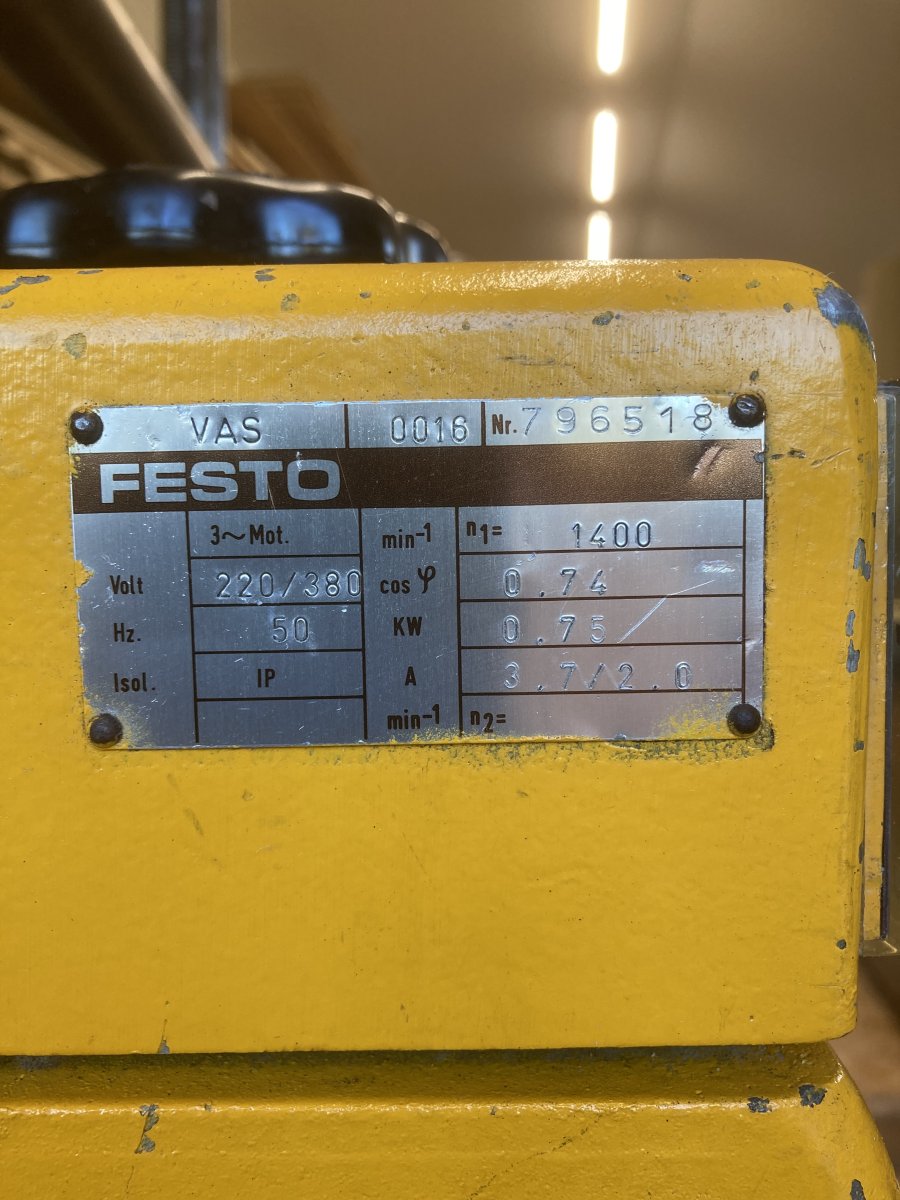 VAS 0016 Nr. 796518
FESTO
3~Mot. min-1 n1= 1400
Volt 220/380 cos φ 0.74
Hz. 50 KW 0.75
Isol. IP A 3.7/2.0
min-1 n2=